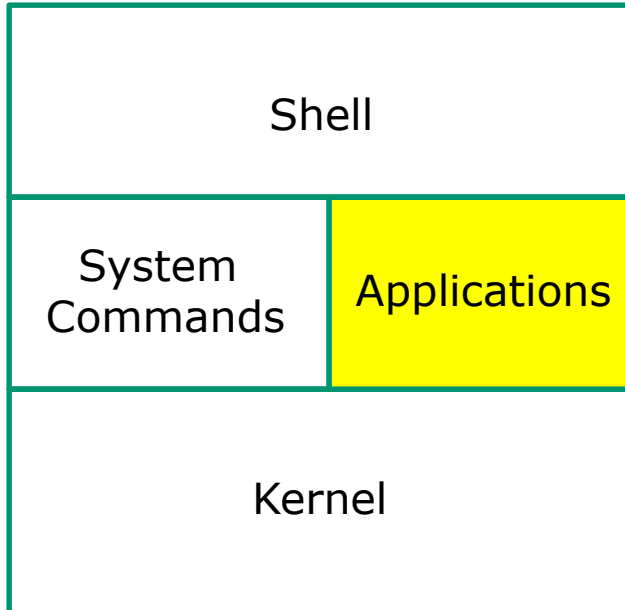 Shell
System
Commands
Applications
Kernel